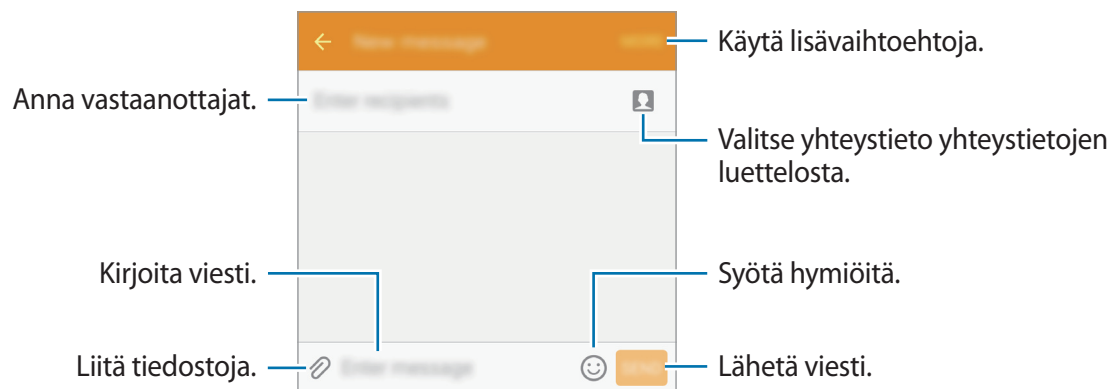 Käytä lisävaihtoehtoja.
Anna vastaanottajat.
Valitse yhteystieto yhteystietojen
luettelosta.
Kirjoita viesti.
Syötä hymiöitä.
Liitä tiedostoja.
Lähetä viesti.